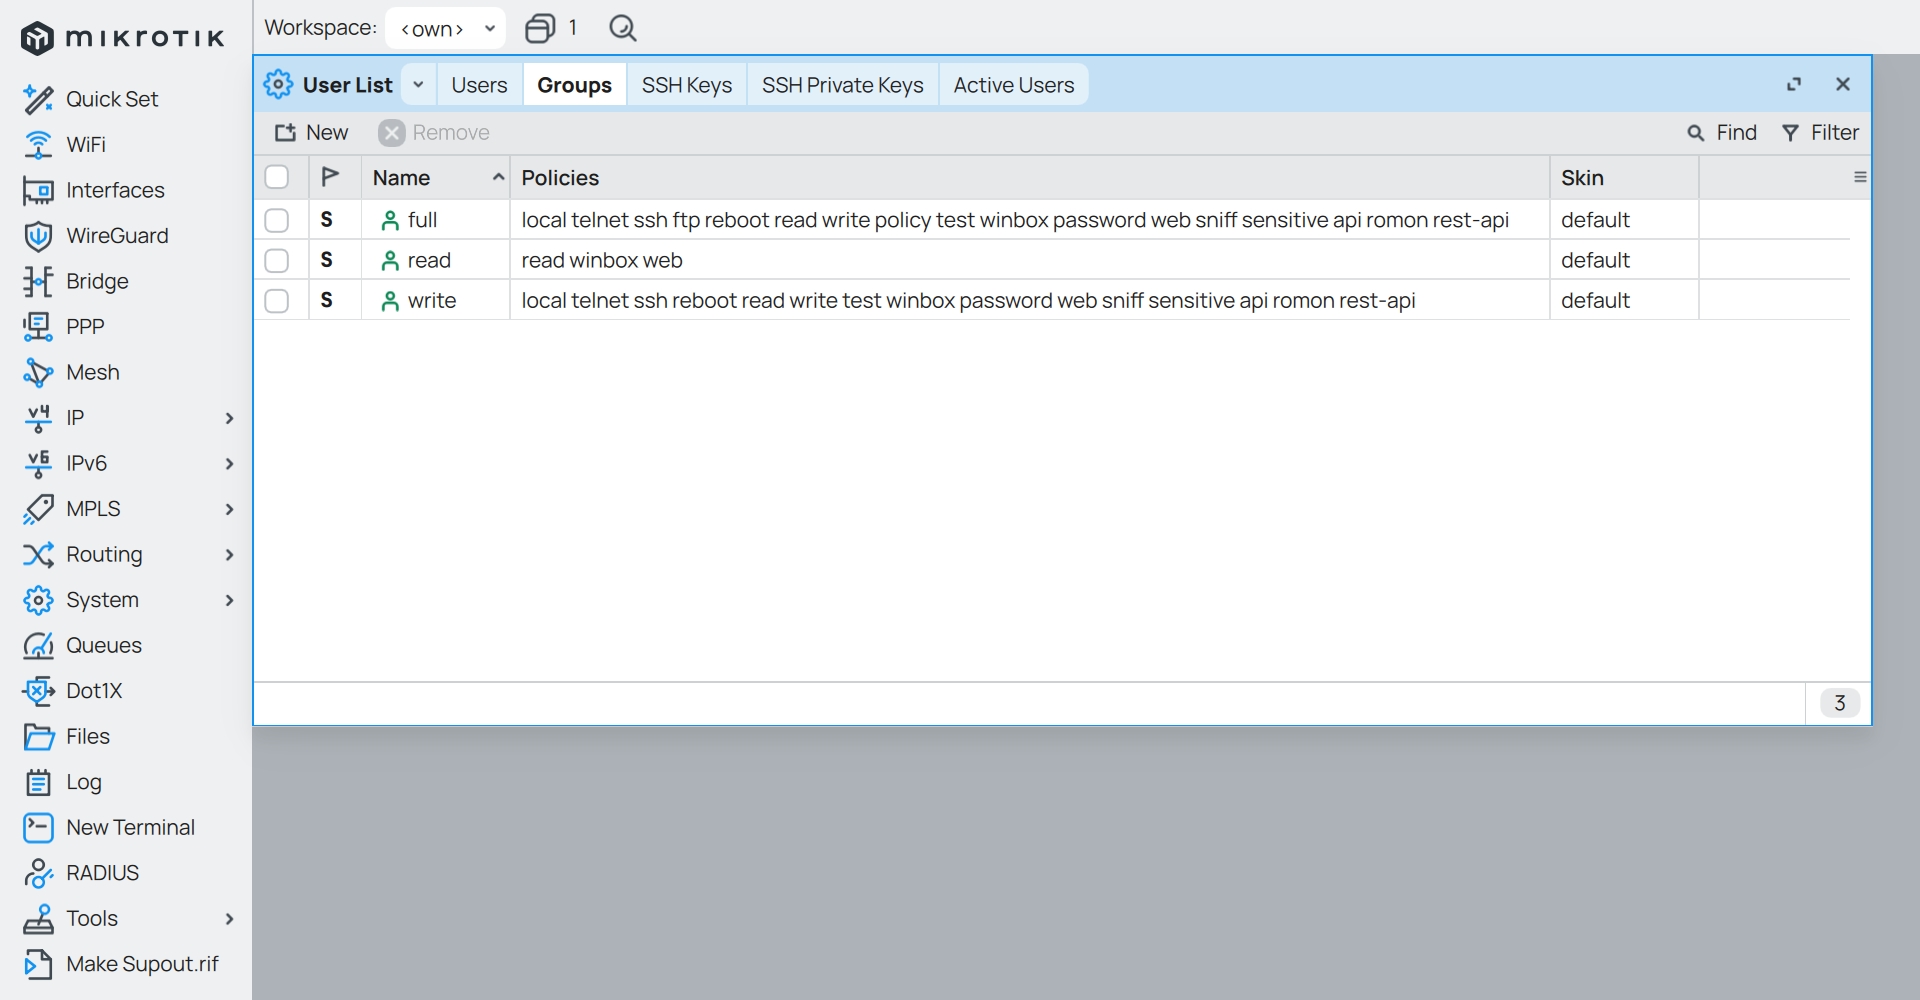 mikrotik
Workspace: <own> 1
User List Users Groups SSH Keys SSH Private Keys Active Users
New Remove Find Filter
Name Policies Skin
S full local telnet ssh ftp reboot read write policy test winbox password web sniff sensitive api romon rest-api default
S read read winbox web default
S write local telnet ssh reboot read write test winbox password web sniff sensitive api romon rest-api default
3
Quick Set
WiFi
Interfaces
WireGuard
Bridge
PPP
Mesh
v4 IP
v6 IPv6
MPLS
Routing
System
Queues
Dot1X
Files
Log
New Terminal
RADIUS
Tools
Make Supout.rif